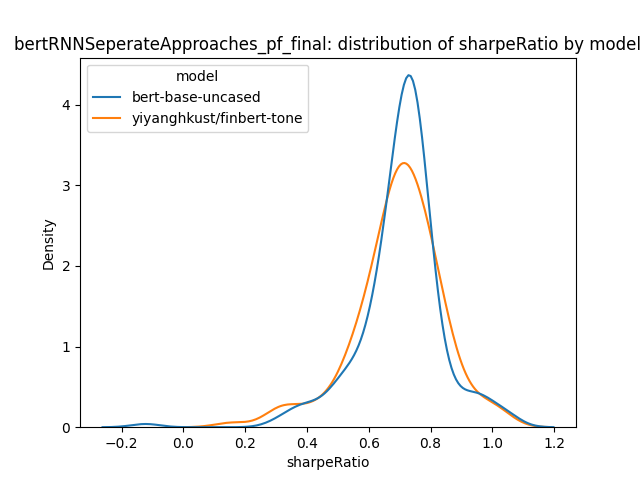 bertRNNSeperateApproaches_pf_final: distribution of sharpeRatio by model
model
bert-base-uncased
yiyanghkust/finbert-tone
Density
4
3
2
1
0
−0.2
0.0
0.2
0.4
0.6
0.8
1.0
1.2
sharpeRatio